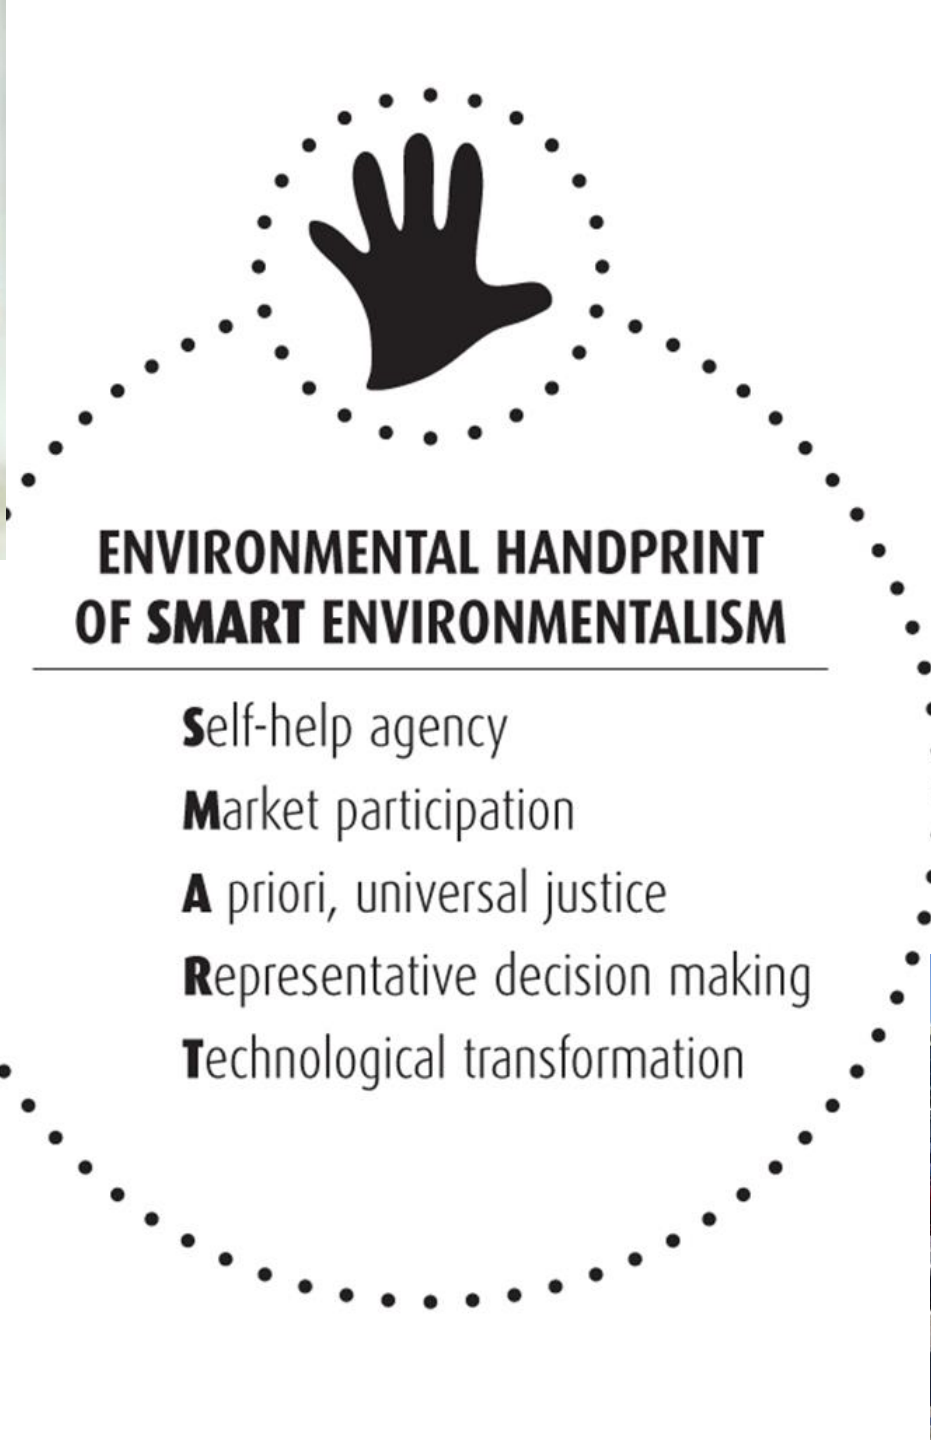 ENVIRONMENTAL HANDPRINT
OF SMART ENVIRONMENTALISM
Self-help agency
Market participation
A priori, universal justice
Representative decision making
Technological transformation